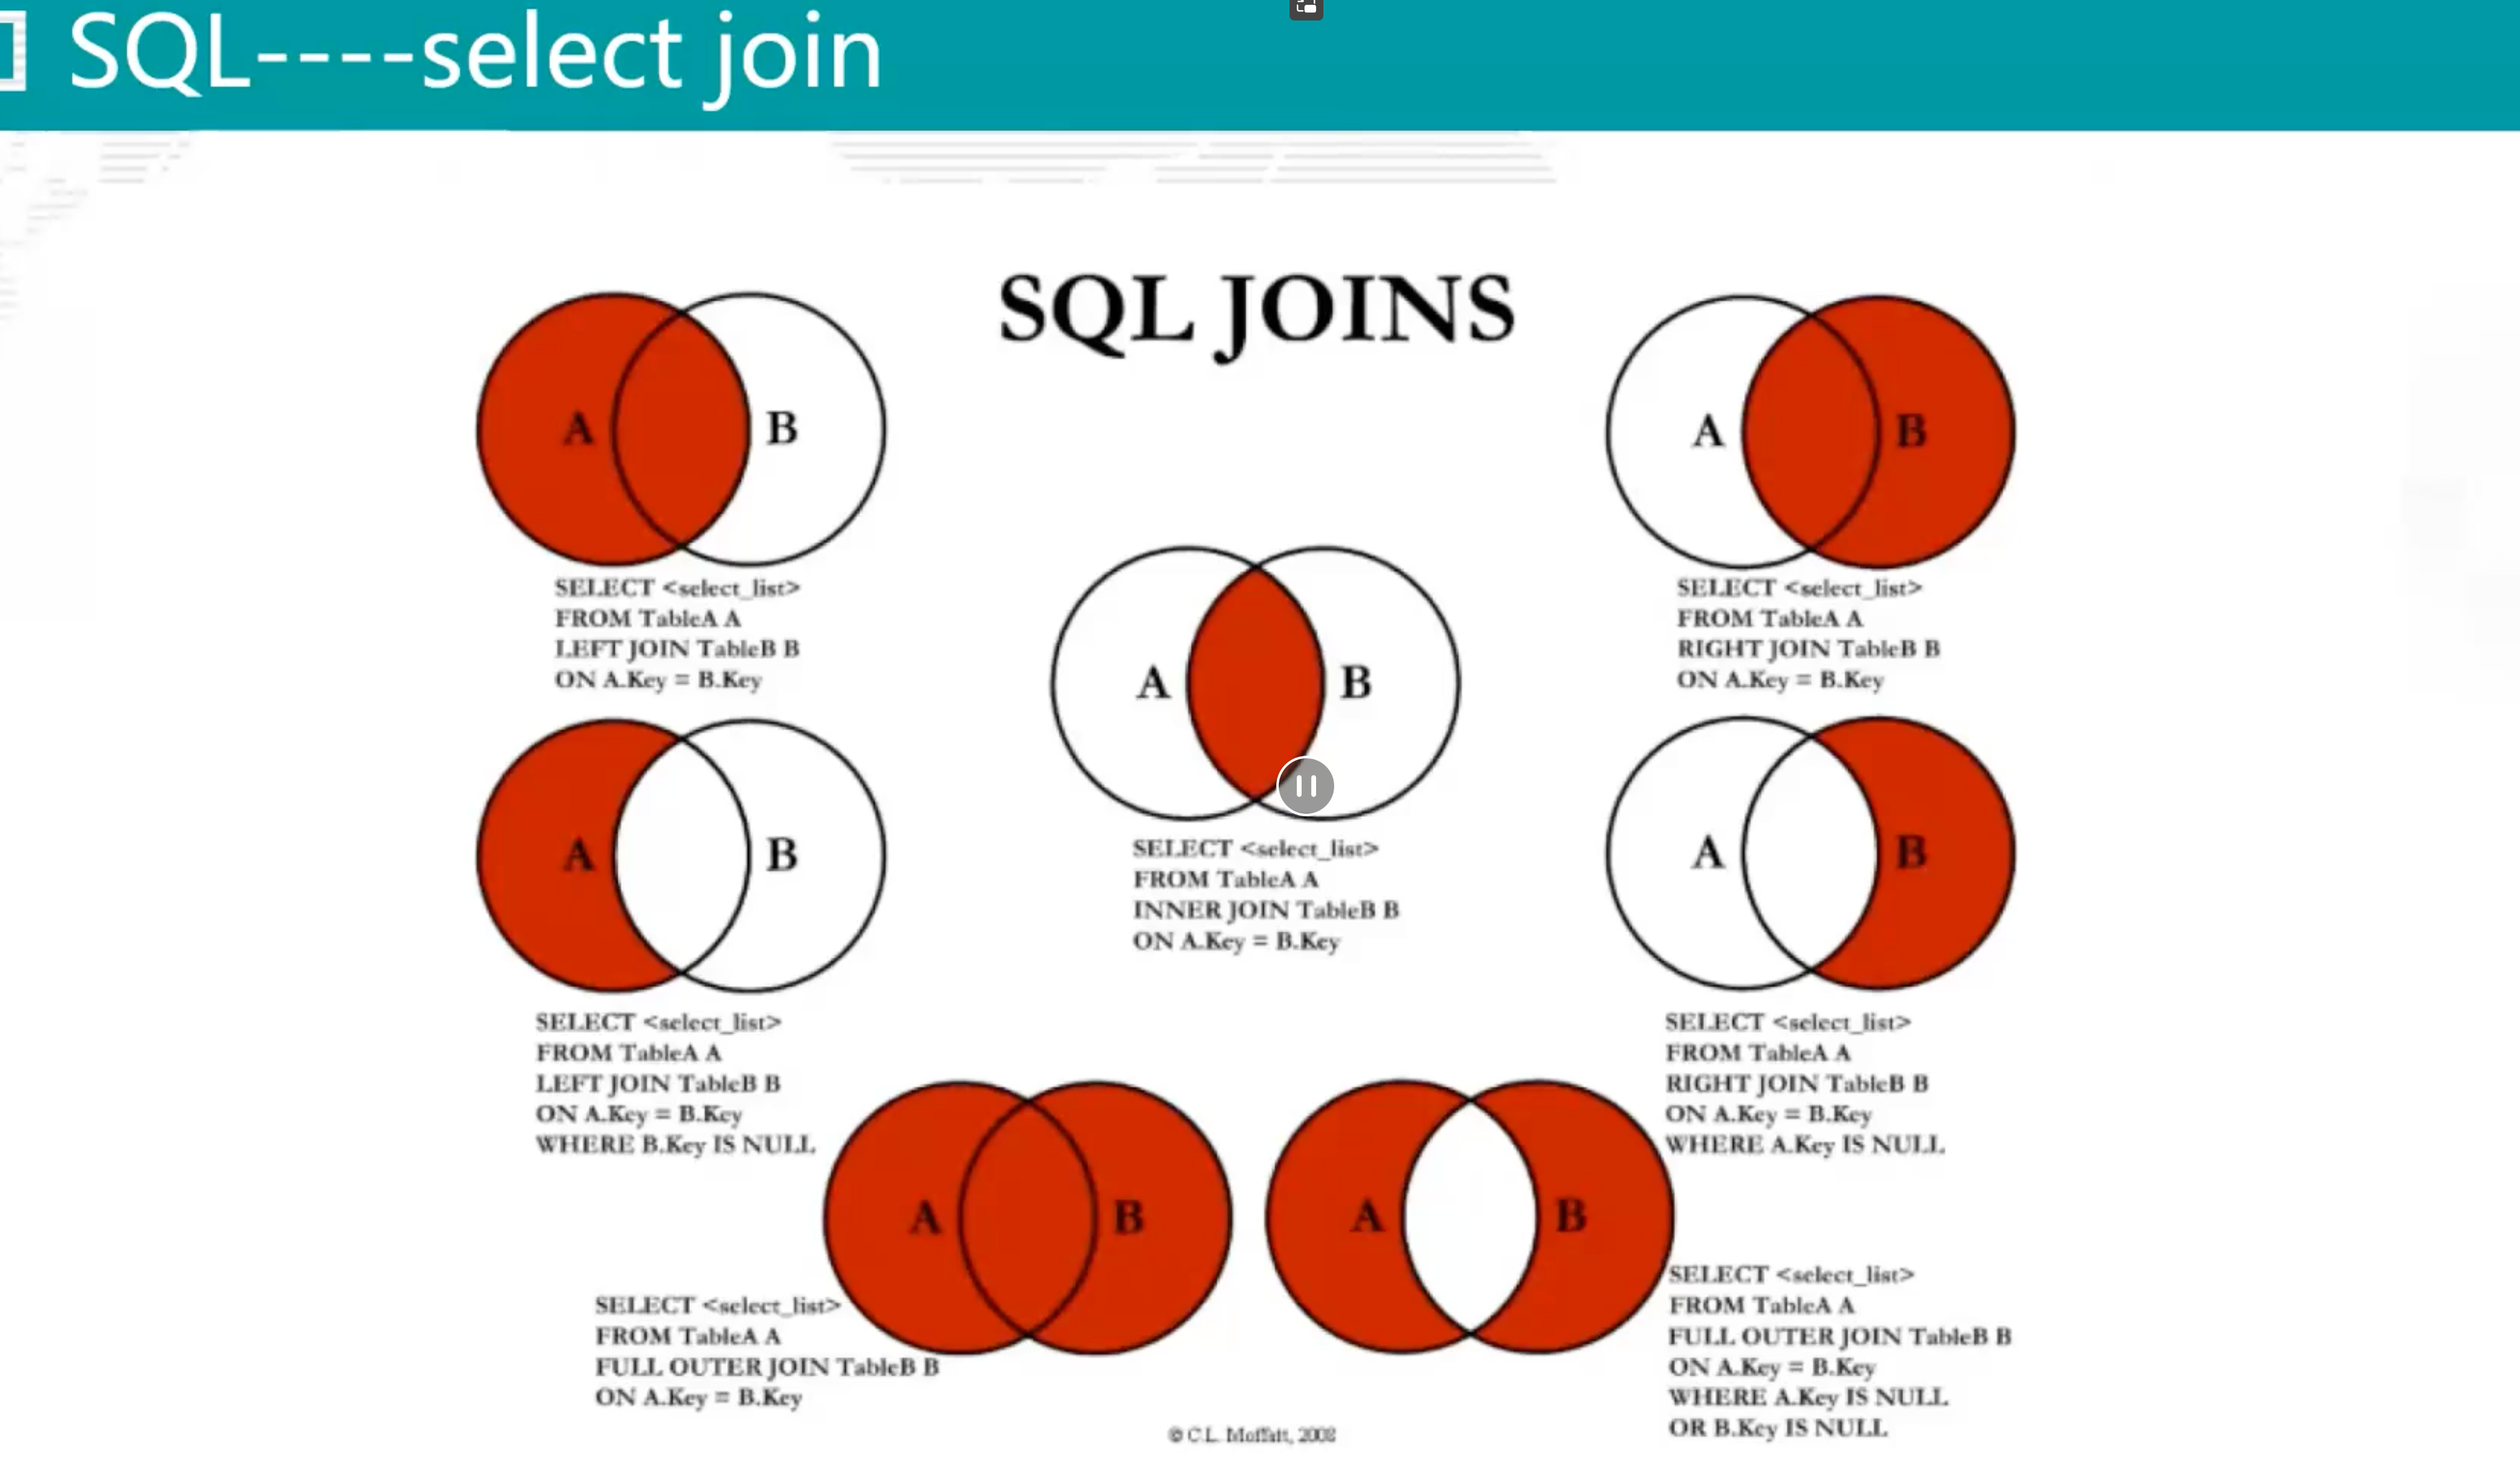 SQL----select join
SQL JOINS
A B
SELECT <select_list>
FROM TableA A
LEFT JOIN TableB B
ON A.Key = B.Key
A B
SELECT <select_list>
FROM TableA A
RIGHT JOIN TableB B
ON A.Key = B.Key
A B
SELECT <select_list>
FROM TableA A
INNER JOIN TableB B
ON A.Key = B.Key
A B
SELECT <select_list>
FROM TableA A
LEFT JOIN TableB B
ON A.Key = B.Key
WHERE B.Key IS NULL
A B
SELECT <select_list>
FROM TableA A
RIGHT JOIN TableB B
ON A.Key = B.Key
WHERE A.Key IS NULL
A B
SELECT <select_list>
FROM TableA A
FULL OUTER JOIN TableB B
ON A.Key = B.Key
A B
SELECT <select_list>
FROM TableA A
FULL OUTER JOIN TableB B
ON A.Key = B.Key
WHERE A.Key IS NULL
OR B.Key IS NULL
© C.L. Moffatt, 2008